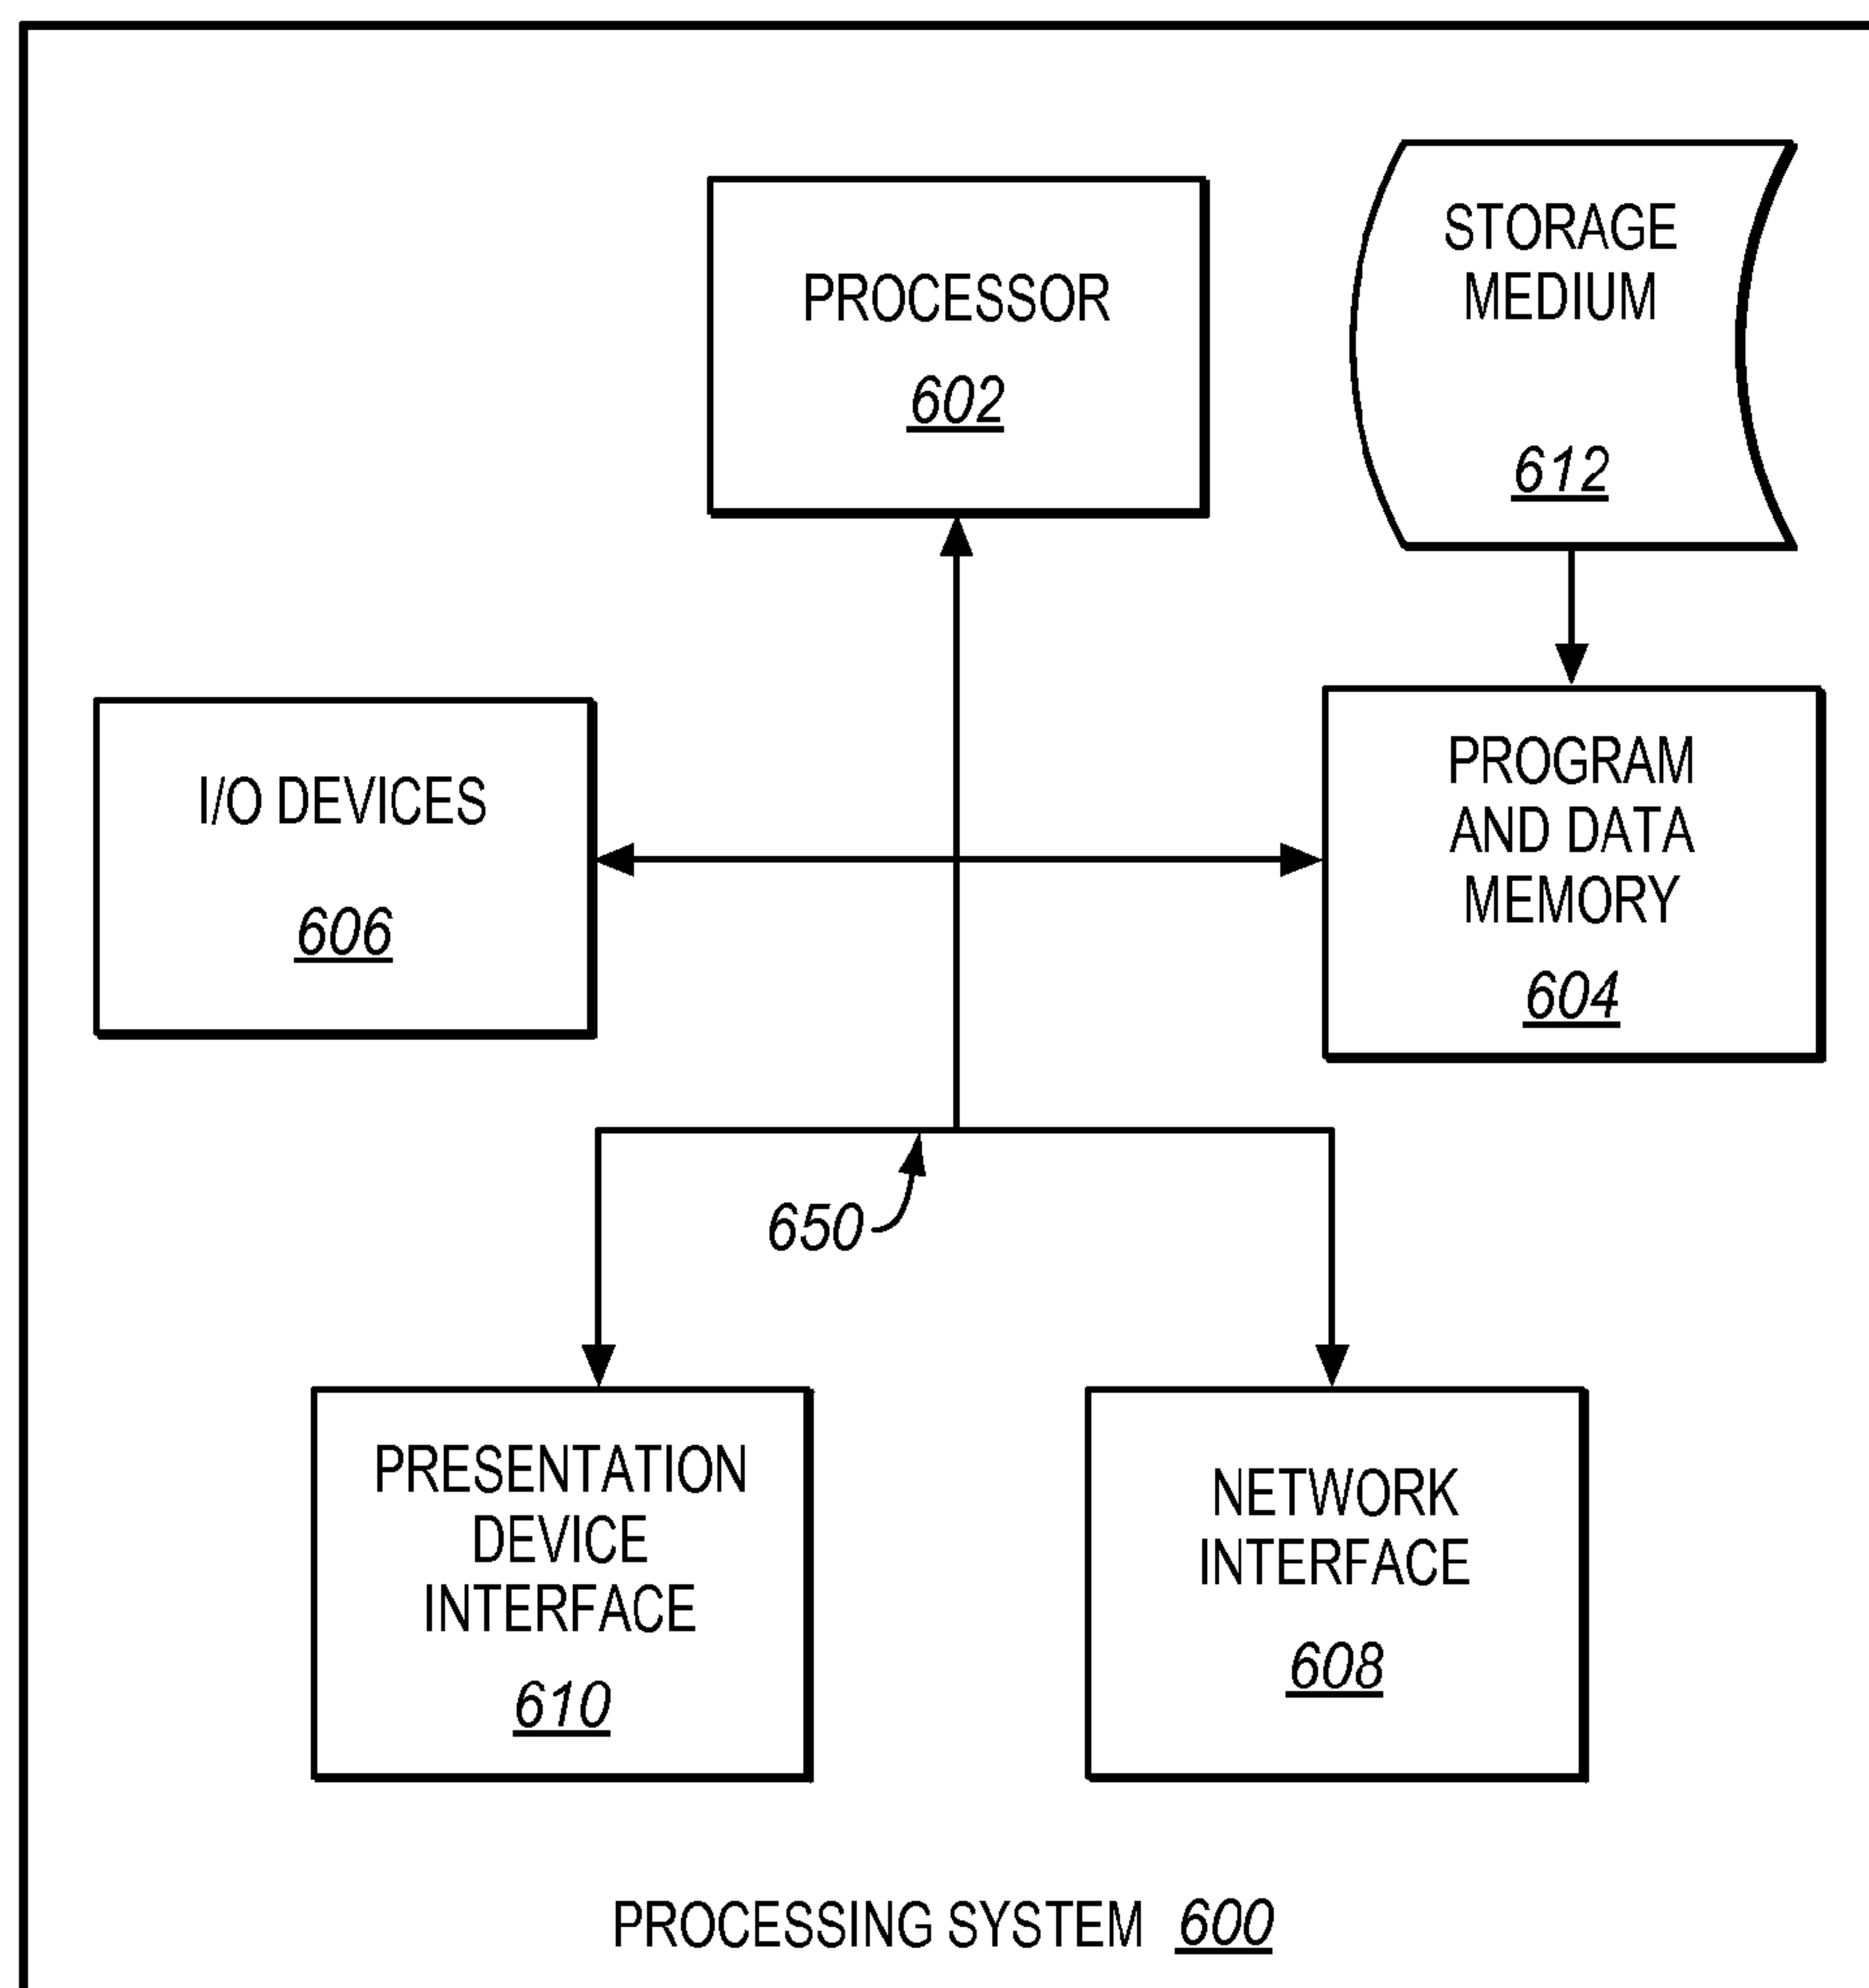 PROCESSOR
602
STORAGE
MEDIUM
612
I/O DEVICES
606
PROGRAM
AND DATA
MEMORY
604
650
PRESENTATION
DEVICE
INTERFACE
610
NETWORK
INTERFACE
608
PROCESSING SYSTEM 600